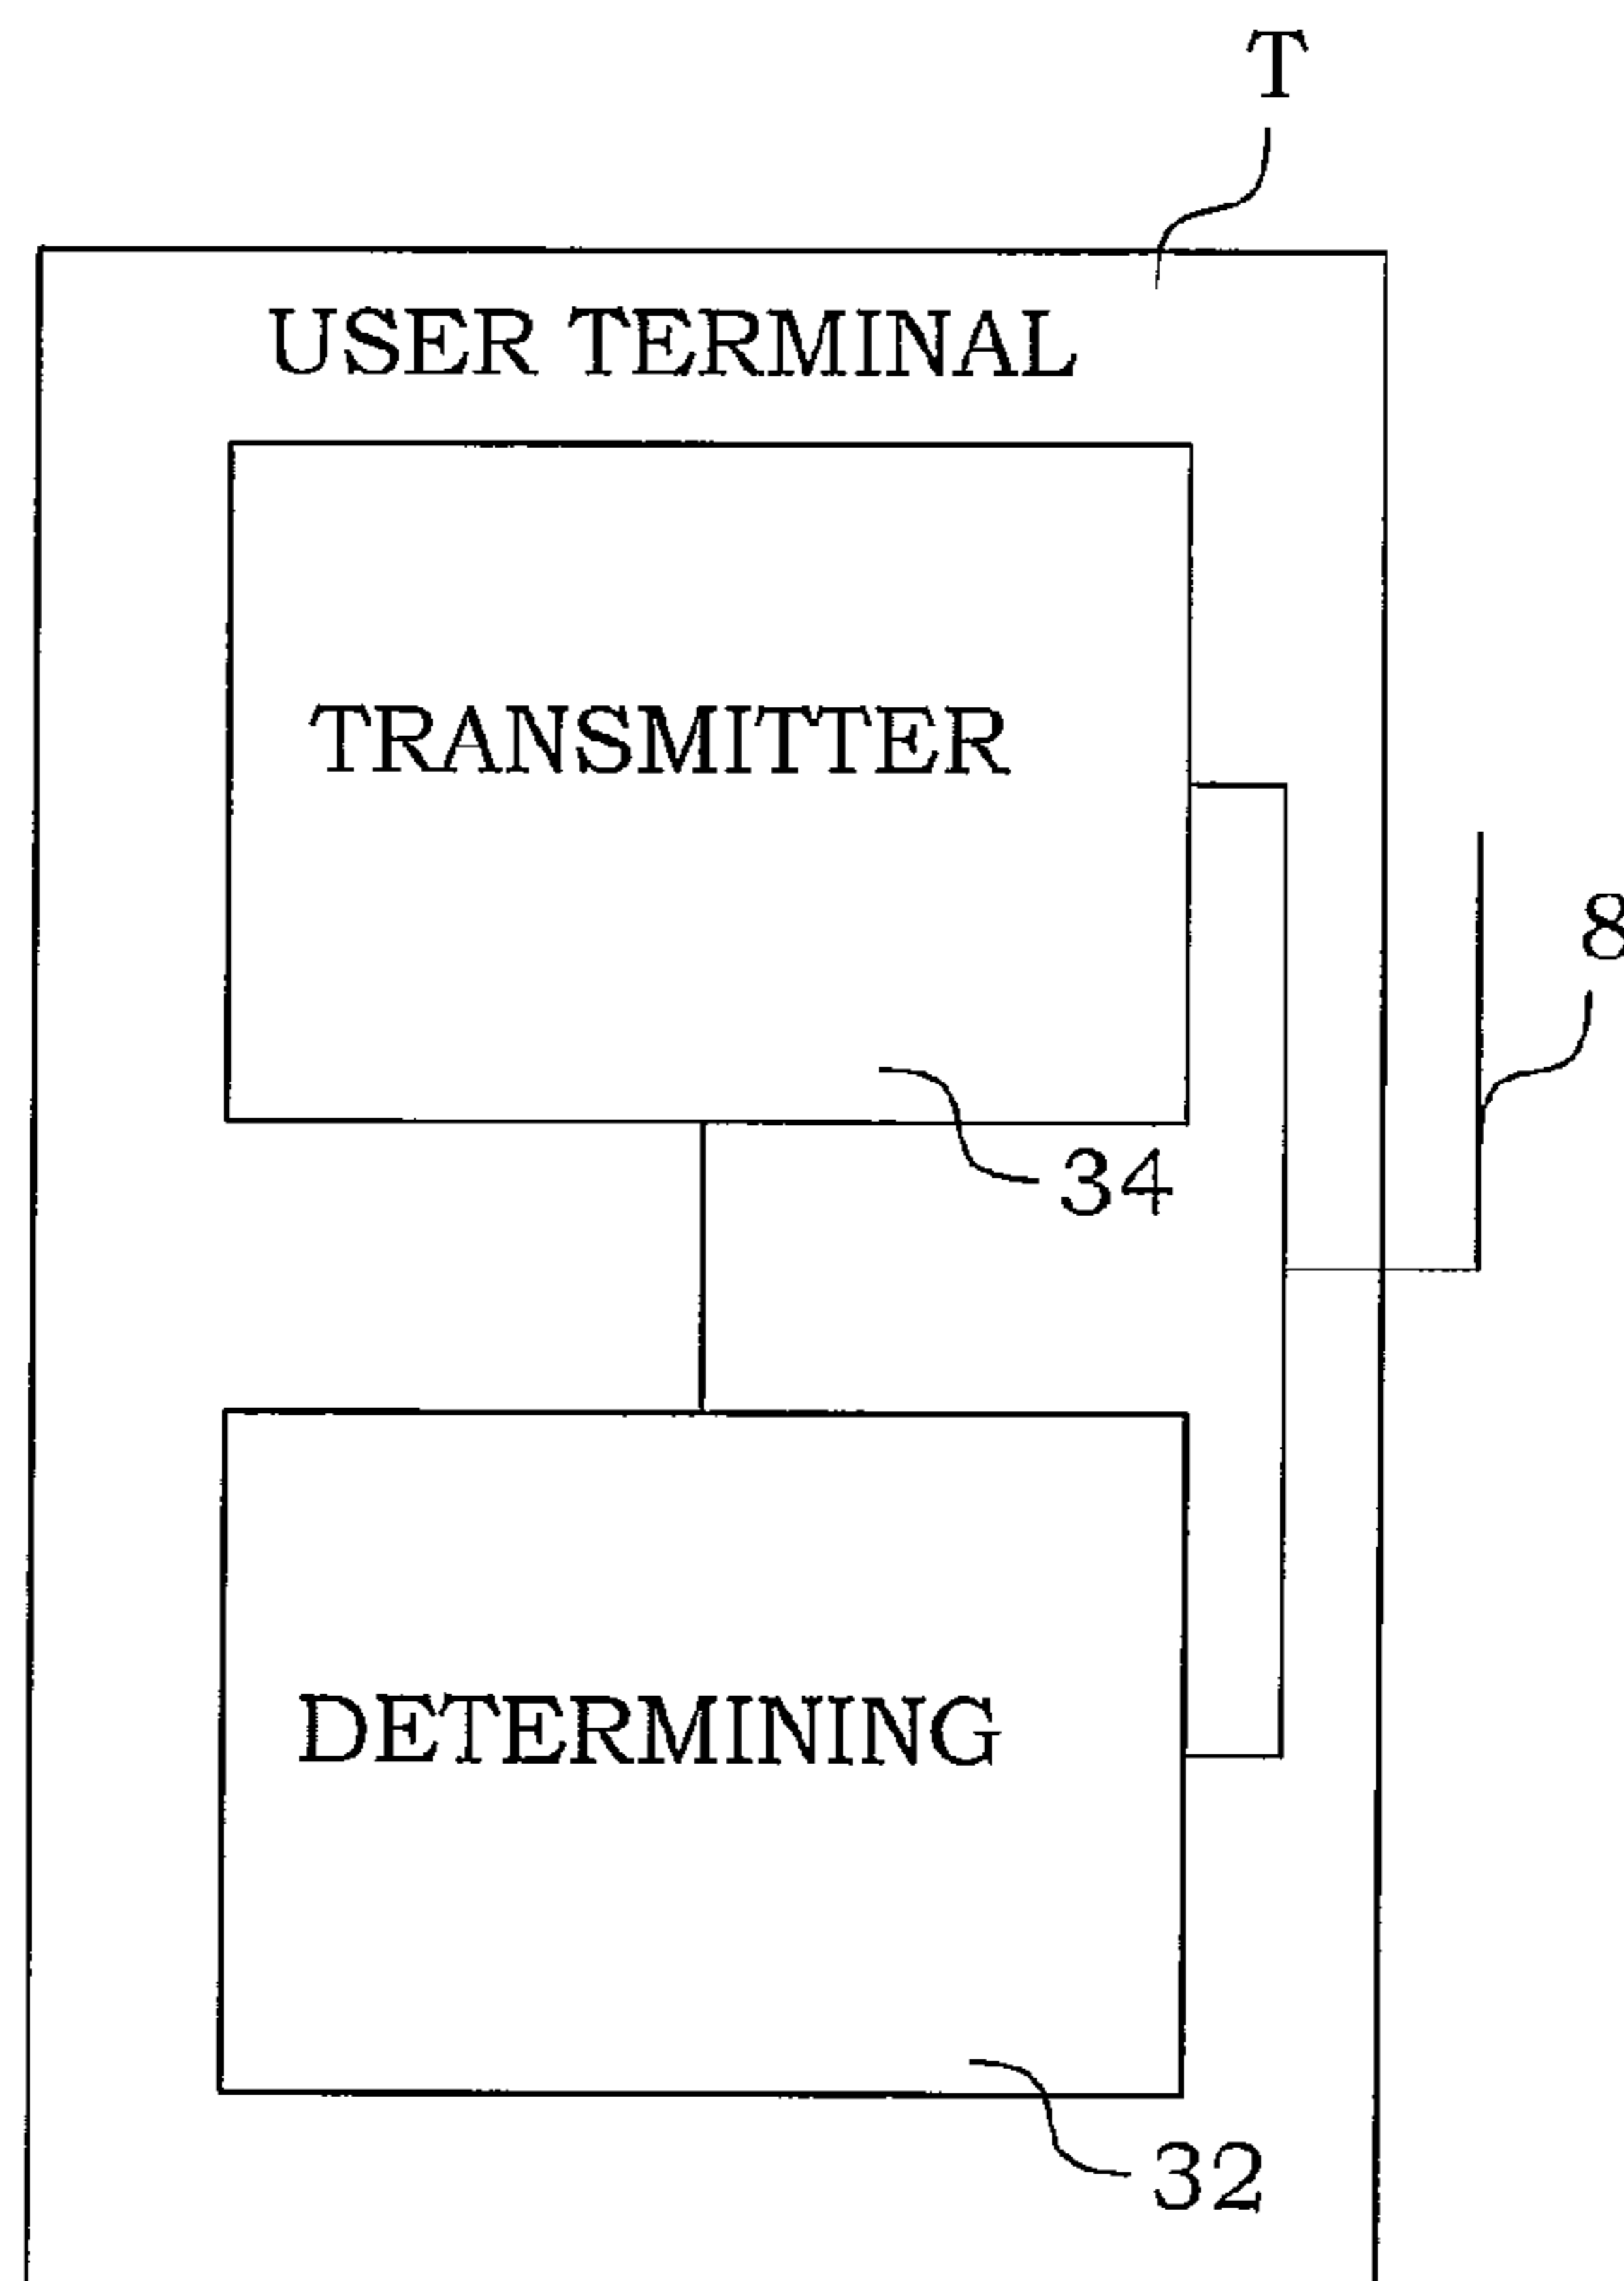 T
USER TERMINAL
TRANSMITTER
8
34
DETERMINING
32